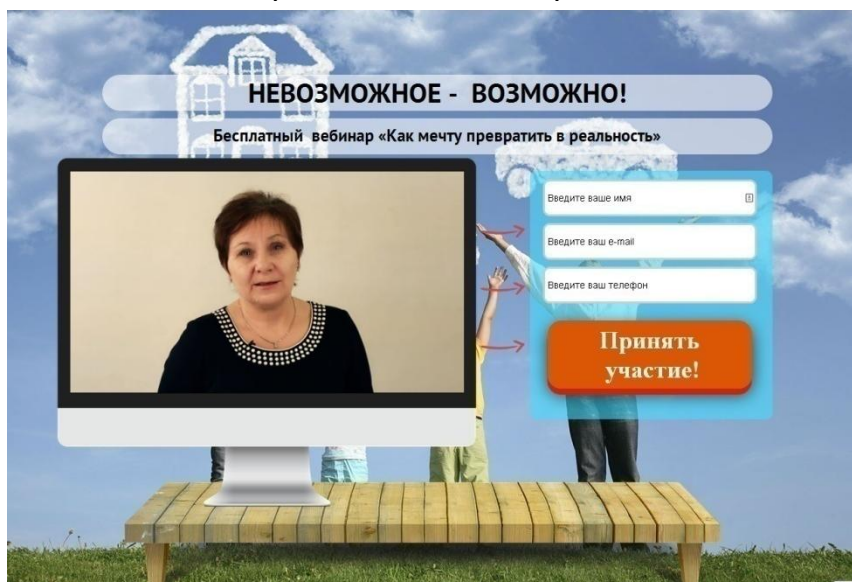 НЕВОЗМОЖНОЕ - ВОЗМОЖНО!
Бесплатный вебинар «Как мечту превратить в реальность»
Введите ваше имя
Введите ваш e-mail
Введите ваш телефон
Принять
участие!